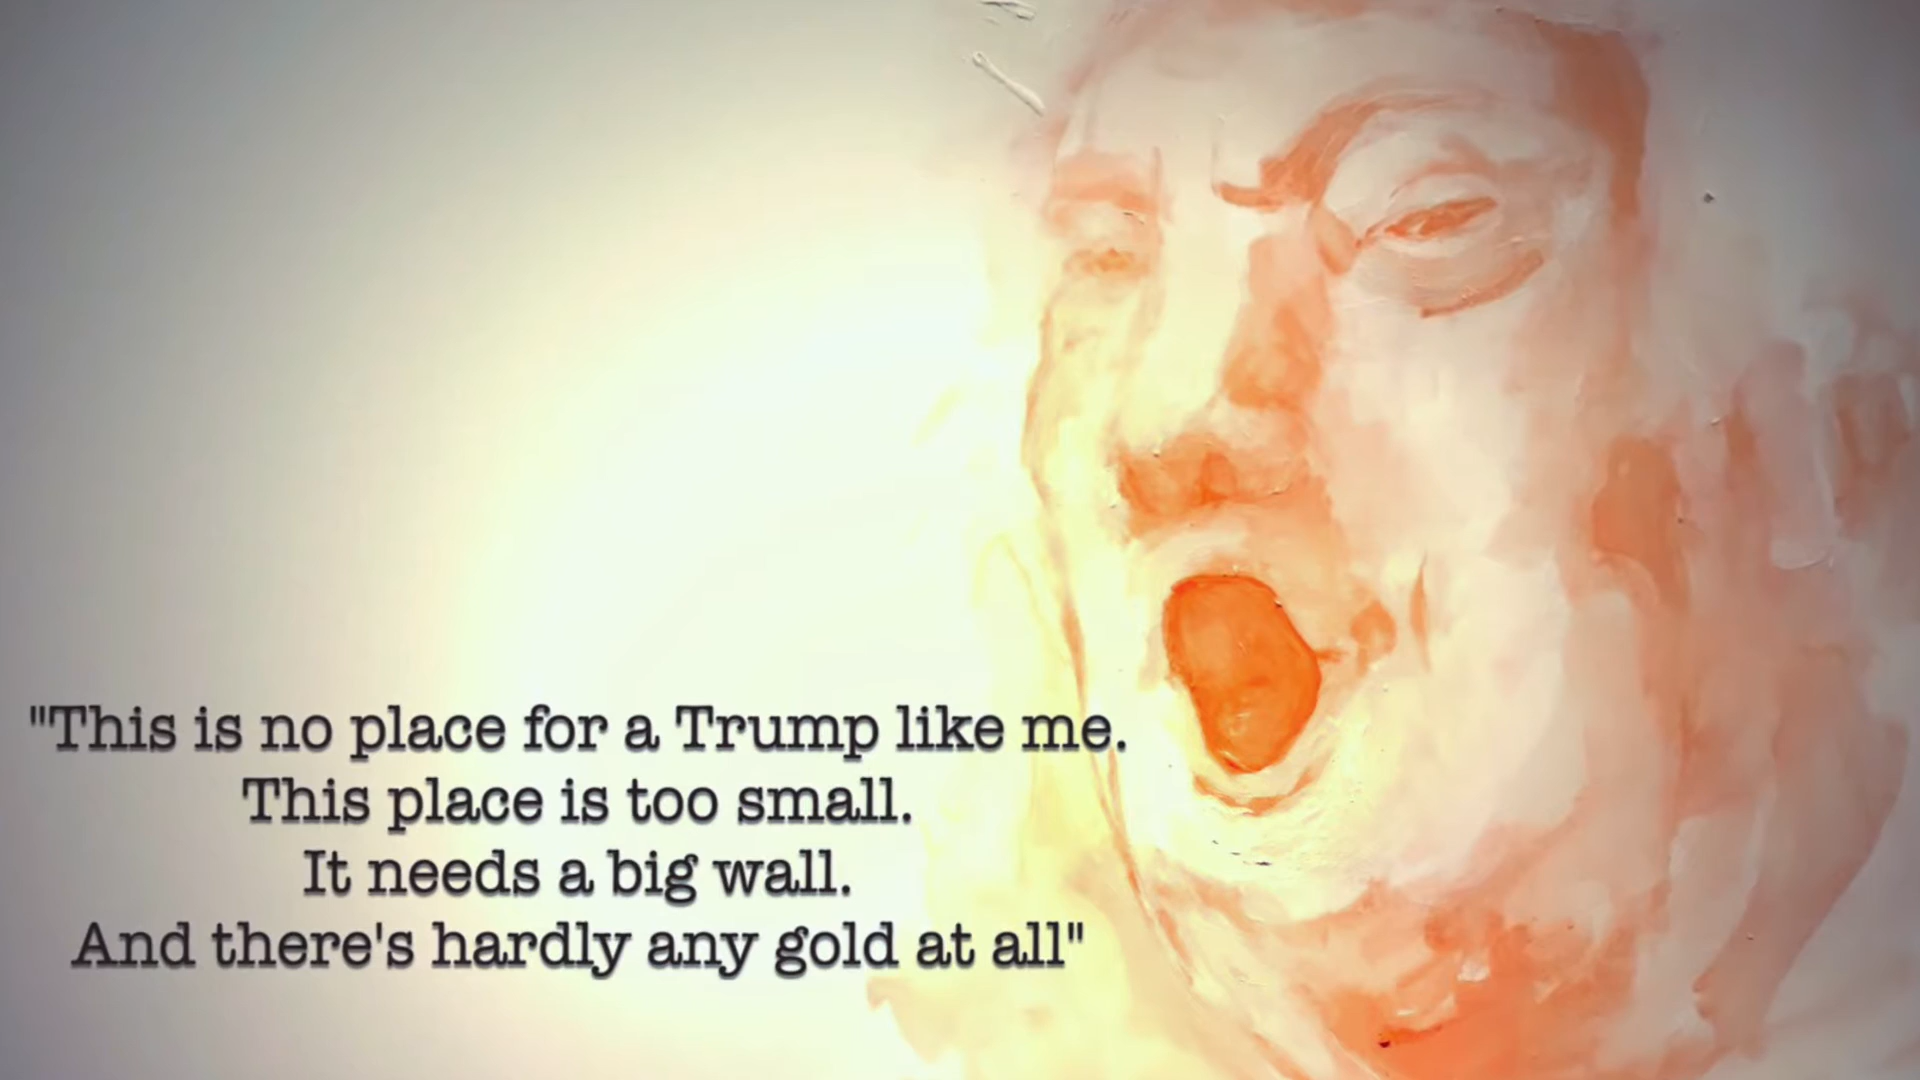 "This is no place for a Trump like me.
This place is too small.
It needs a big wall.
And there's hardly any gold at all"